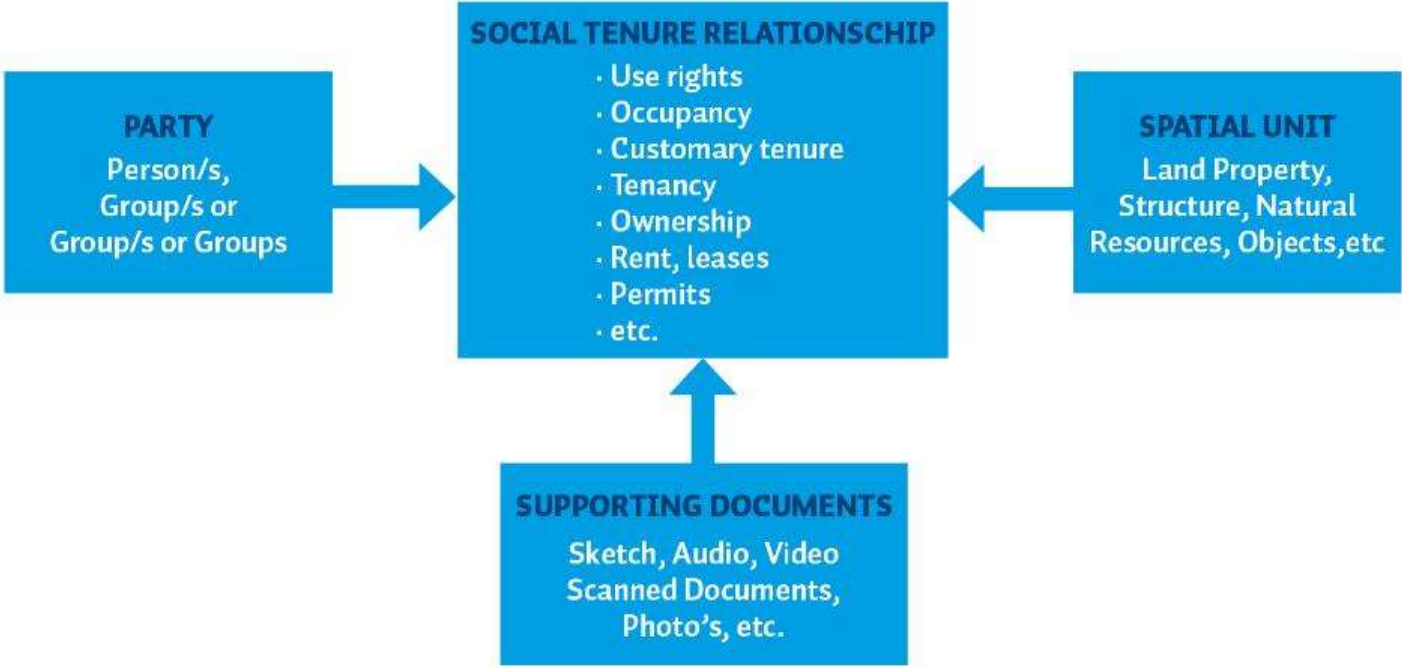 SOCIAL TENURE RELATIONSCHIP
· Use rights
· Occupancy
· Customary tenure
· Tenancy
· Ownership
· Rent, leases
· Permits
· etc.
PARTY
Person/s,
Group/s or
Group/s or Groups
SPATIAL UNIT
Land Property,
Structure, Natural
Resources, Objects,etc
SUPPORTING DOCUMENTS
Sketch, Audio, Video
Scanned Documents,
Photo's, etc.